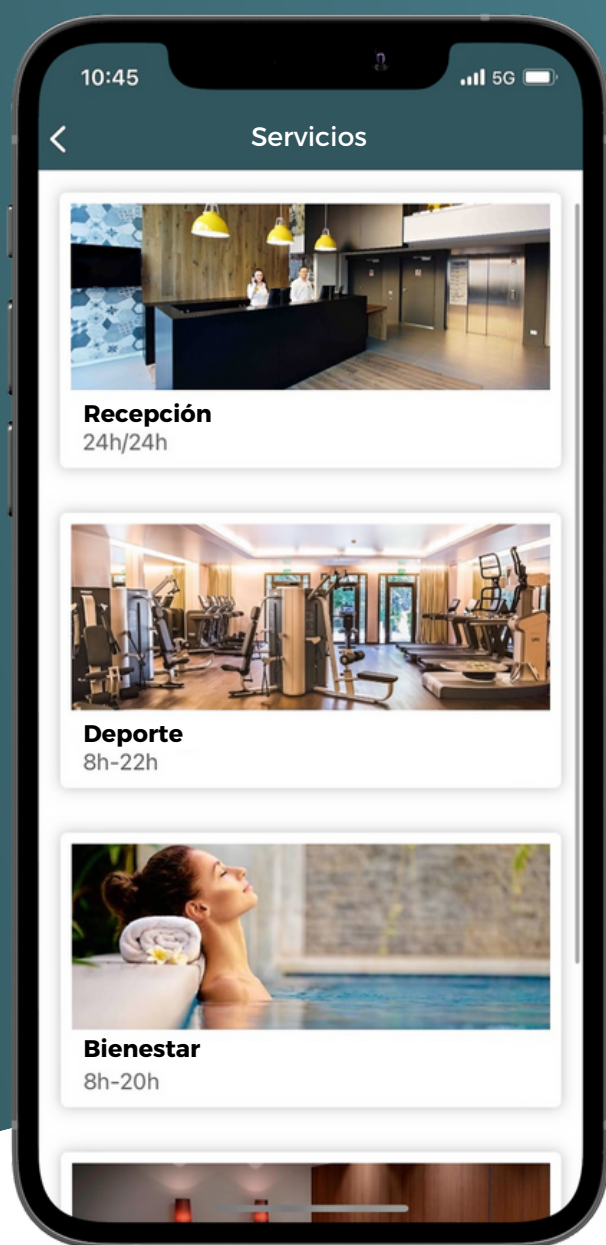 10:45
5G
Servicios
Recepción
24h/24h
Deporte
8h-22h
Bienestar
8h-20h